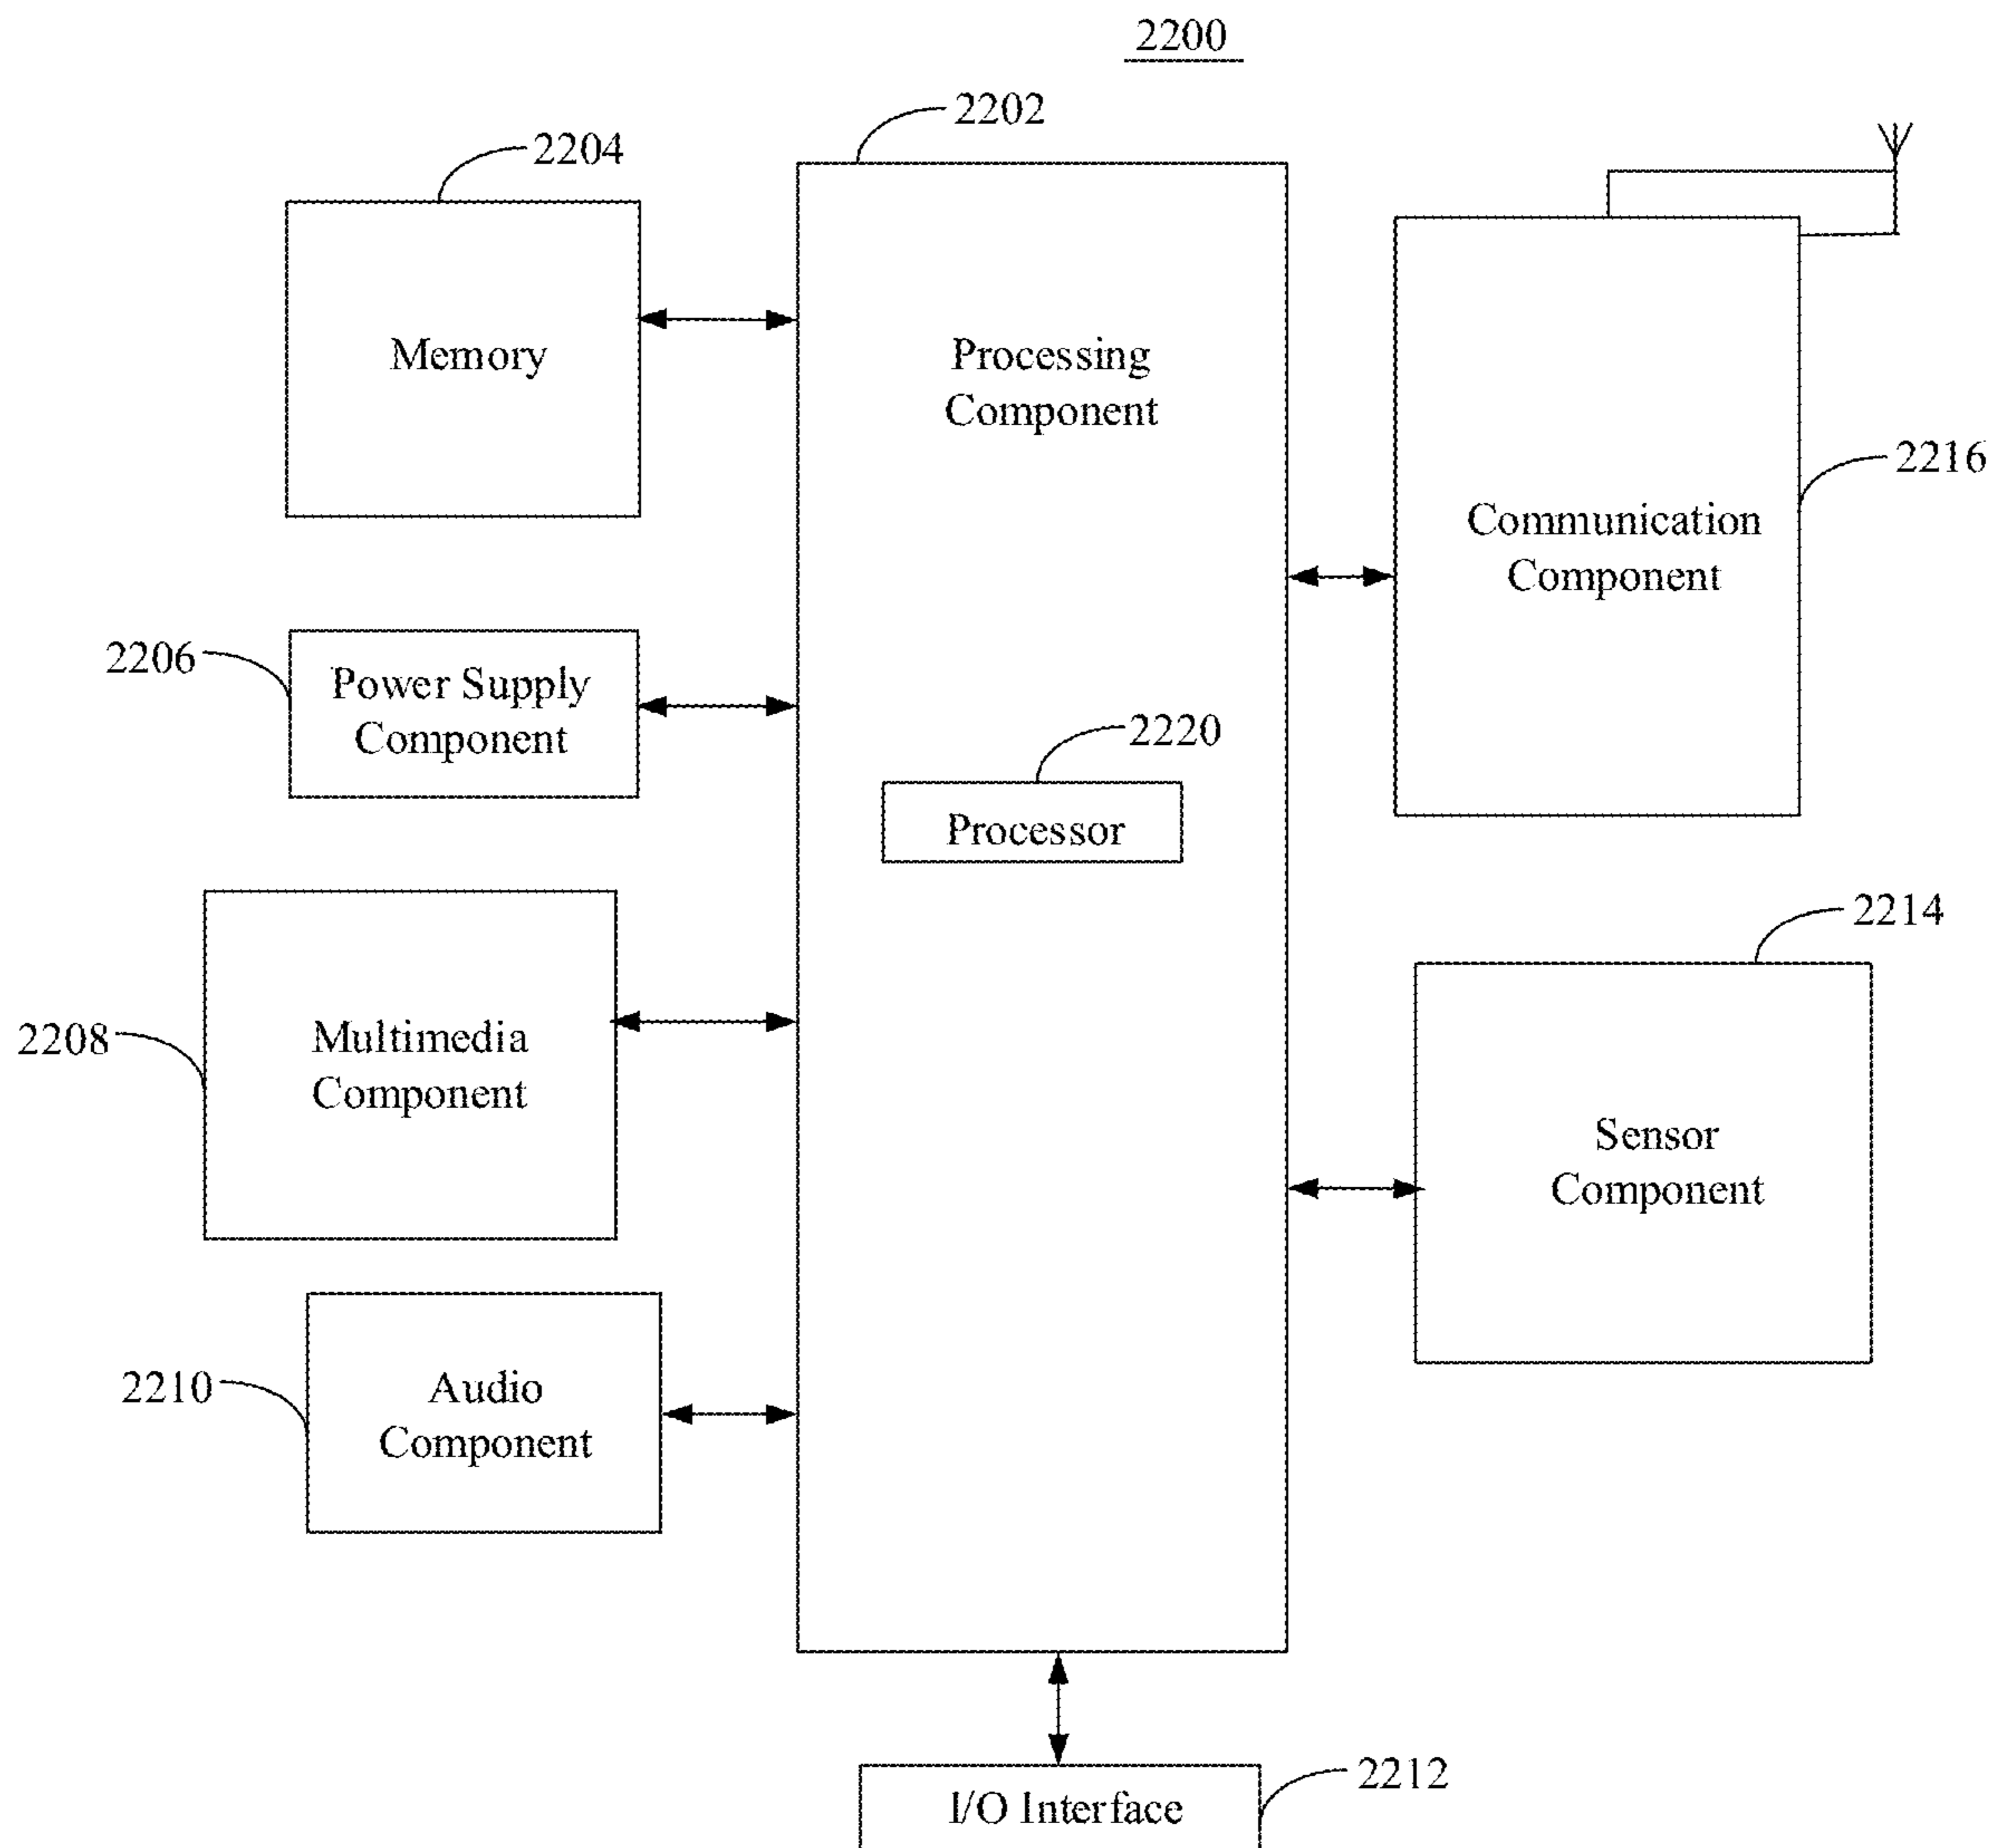 2200
2202
2204
Memory
Processing
Component
2216
Communication
Component
2206
Power Supply
Component
2220
Processor
2214
2208
Multimedia
Component
Sensor
Component
2210
Audio
Component
2212
I/O Interface